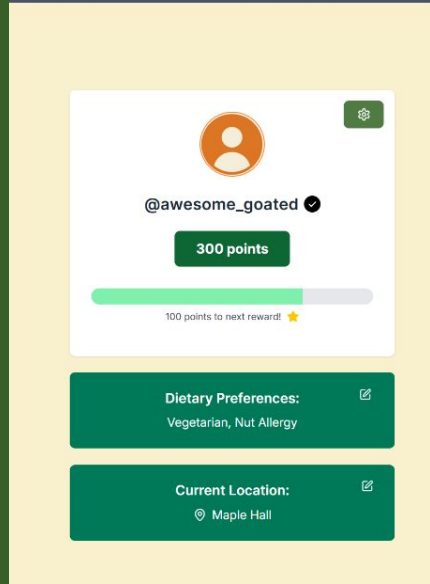 @awesome_goated
300 points
100 points to next reward! ⭐
Dietary Preferences:
Vegetarian, Nut Allergy
Current Location:
Maple Hall